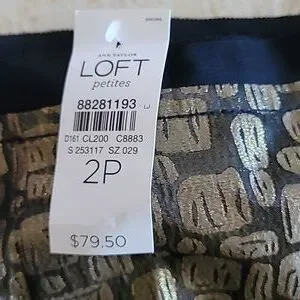 ANN TAYLOR
LOFT
petites
88281193
D161 CL200 C8883
S 253117 SZ 029
2P
$79.50